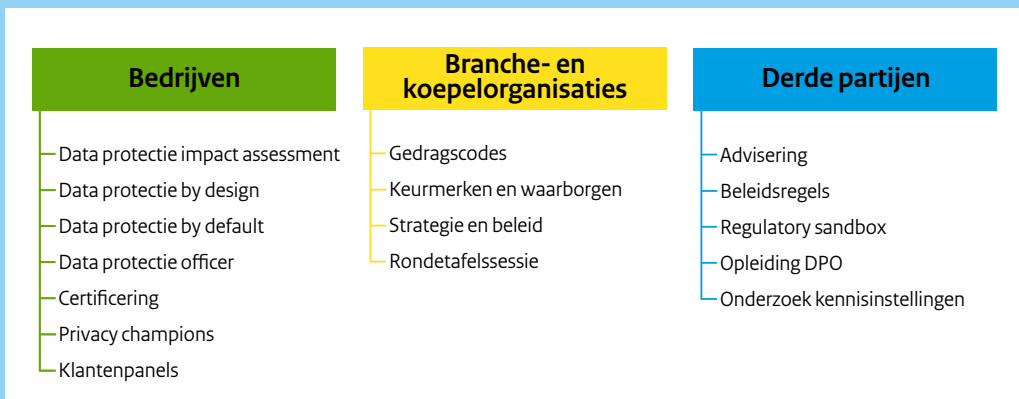 Bedrijven
Data protectie impact assessment
Data protectie by design
Data protectie by default
Data protectie officer
Certificering
Privacy champions
Klantenpanels
Branche- en
koepelorganisaties
Gedragscodes
Keurmerken en waarborgen
Strategie en beleid
Rondetafelssessie
Derde partijen
Advisering
Beleidsregels
Regulatory sandbox
Opleiding DPO
Onderzoek kennisinstellingen